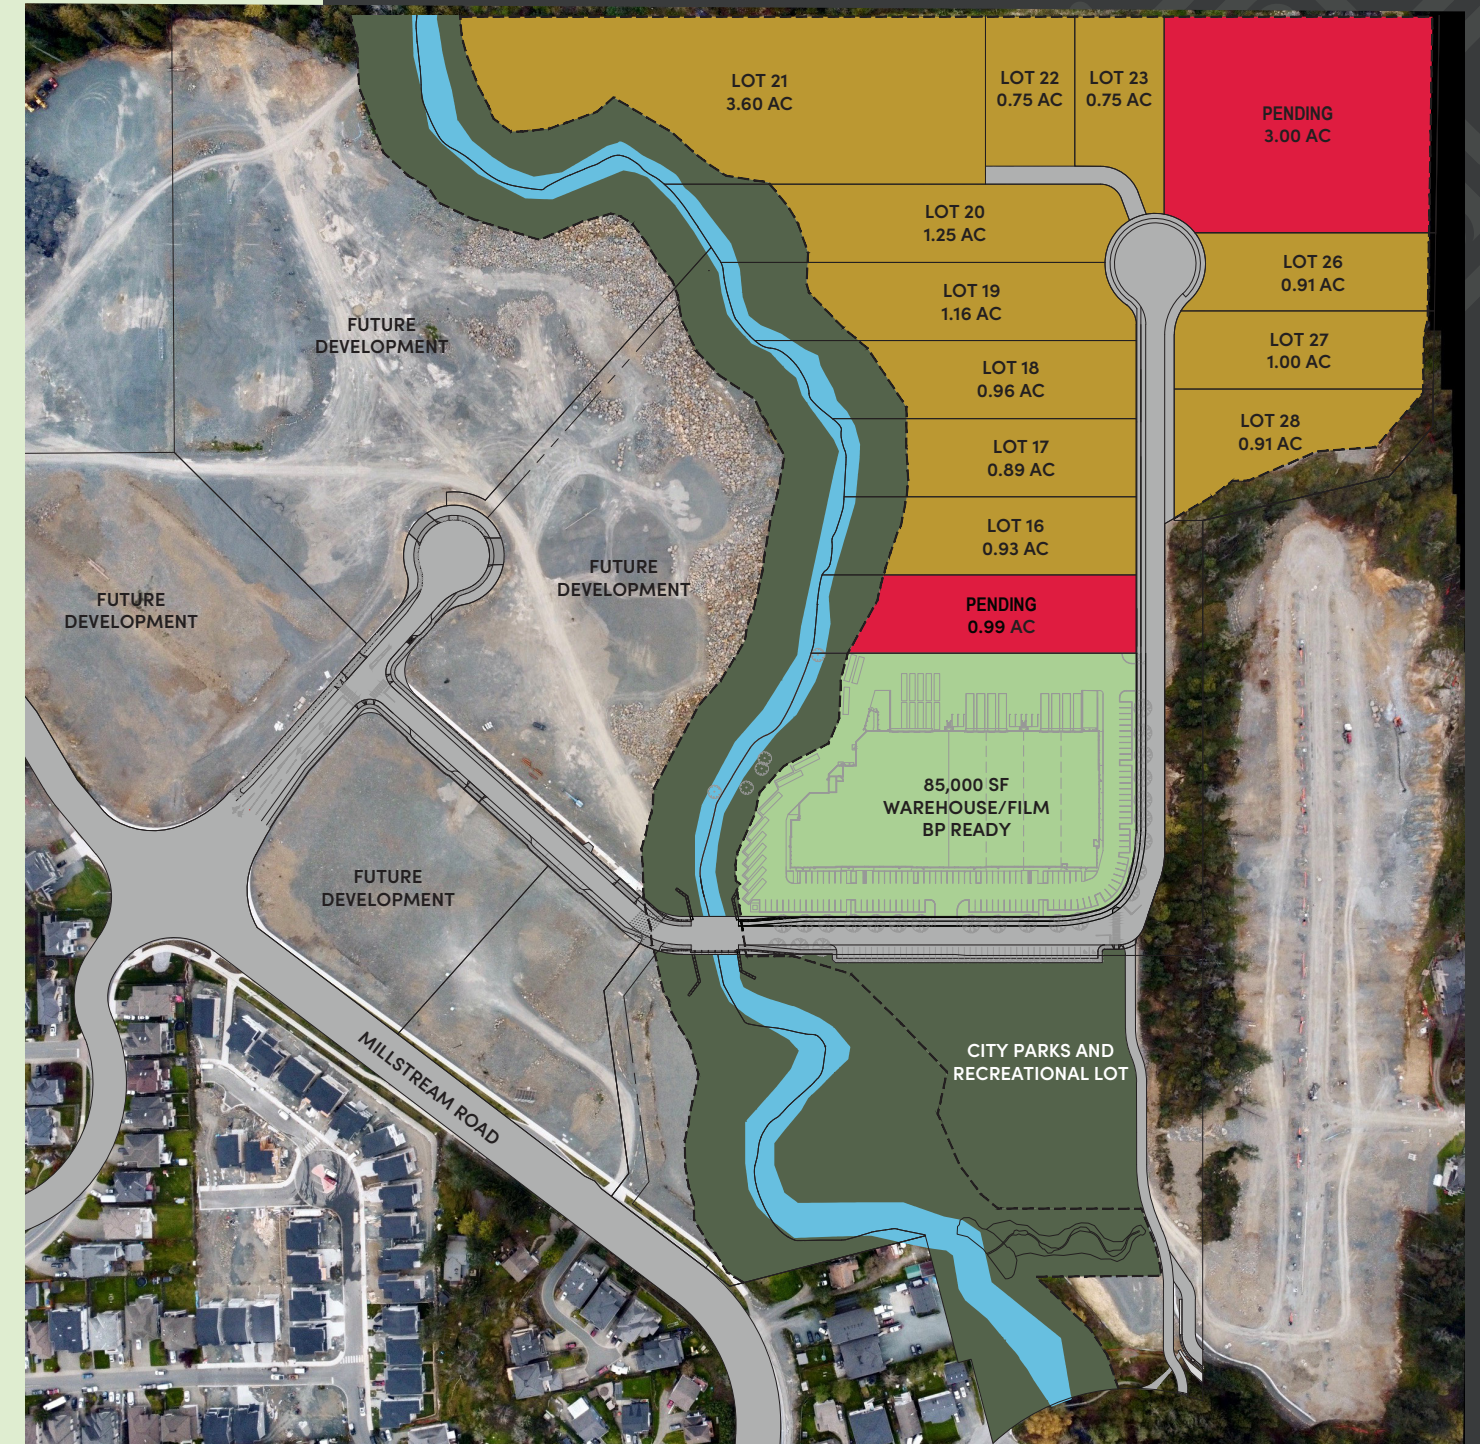 LOT 21
3.60 AC
LOT 22
0.75 AC
LOT 23
0.75 AC
PENDING
3.00 AC
LOT 20
1.25 AC
LOT 26
0.91 AC
LOT 19
1.16 AC
FUTURE
DEVELOPMENT
LOT 27
1.00 AC
LOT 18
0.96 AC
LOT 28
0.91 AC
LOT 17
0.89 AC
LOT 16
0.93 AC
FUTURE
DEVELOPMENT
FUTURE
DEVELOPMENT
PENDING
0.99 AC
85,000 SF
WAREHOUSE/FILM
BP READY
FUTURE
DEVELOPMENT
CITY PARKS AND
RECREATIONAL LOT
MILLSTREAM ROAD